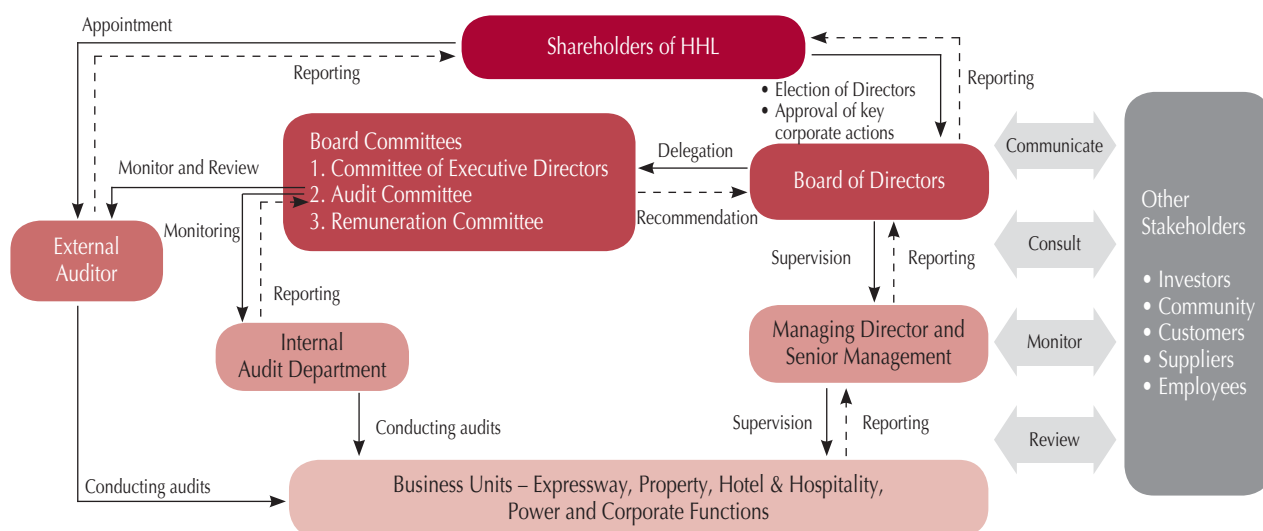 Appointment
Shareholders of HHL
Reporting
Reporting
• Election of Directors
• Approval of key
corporate actions
Board Committees
1. Committee of Executive Directors
2. Audit Committee
3. Remuneration Committee
Delegation
Recommendation
Board of Directors
Communicate
Monitor and Review
Monitoring
External
Auditor
Reporting
Supervision
Reporting
Consult
Other
Stakeholders
• Investors
• Community
• Customers
• Suppliers
• Employees
Internal
Audit Department
Managing Director and
Senior Management
Monitor
Conducting audits
Supervision
Reporting
Review
Conducting audits
Business Units – Expressway, Property, Hotel & Hospitality,
Power and Corporate Functions